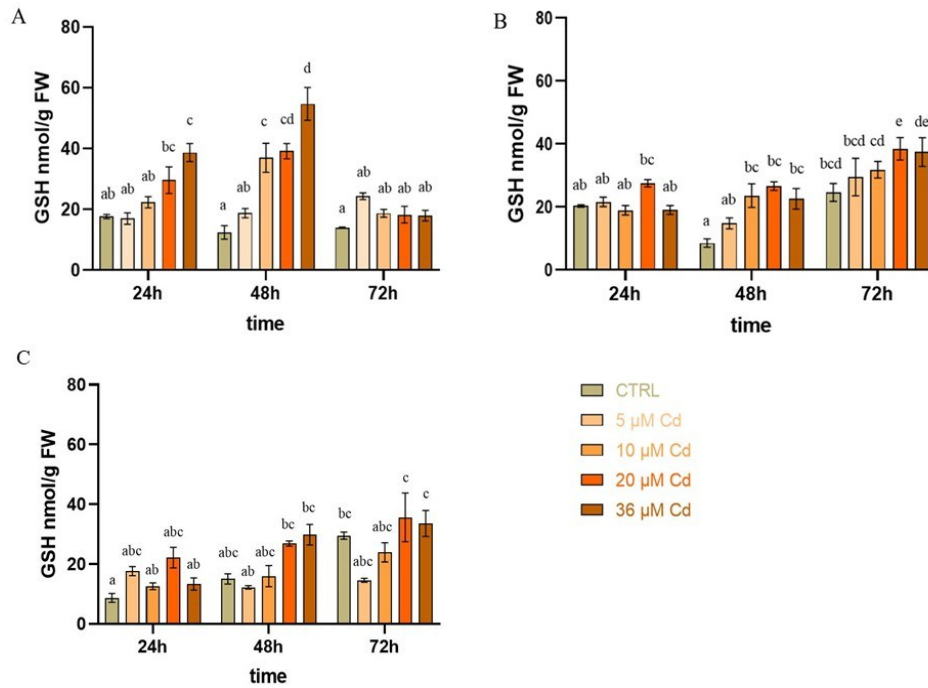 A
80
60
40
20
0
GSH nmol/g FW
ab ab ab bc c
a ab c cd d
a ab ab ab ab
24h 48h 72h
time
B
80
60
40
20
0
GSH nmol/g FW
ab ab ab bc ab
a ab bc bc bc
bcd bcd cd e de
24h 48h 72h
time
C
80
60
40
20
0
GSH nmol/g FW
a abc ab abc ab
abc abc abc bc bc
bc abc abc c c
24h 48h 72h
time
CTRL
5 µM Cd
10 µM Cd
20 µM Cd
36 µM Cd